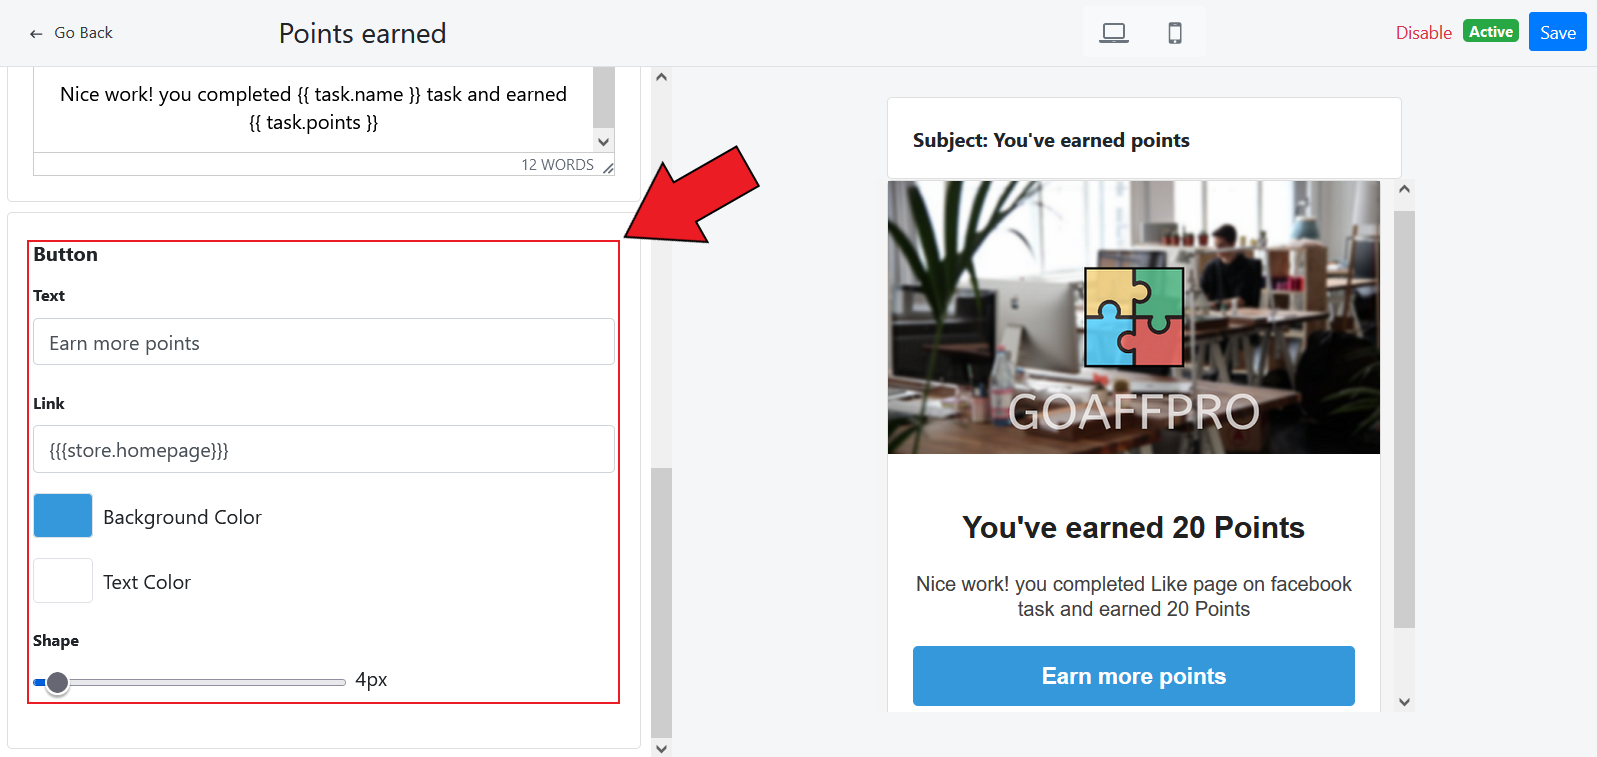 Go Back
Points earned
Disable
Active
Save
Nice work! you completed {{ task.name }} task and earned
{{ task.points }}
12 WORDS
Button
Text
Earn more points
Link
{{{store.homepage}}}
Background Color
Text Color
Shape
4px
Subject: You've earned points
GOAFFPRO
You've earned 20 Points
Nice work! you completed Like page on facebook
task and earned 20 Points
Earn more points